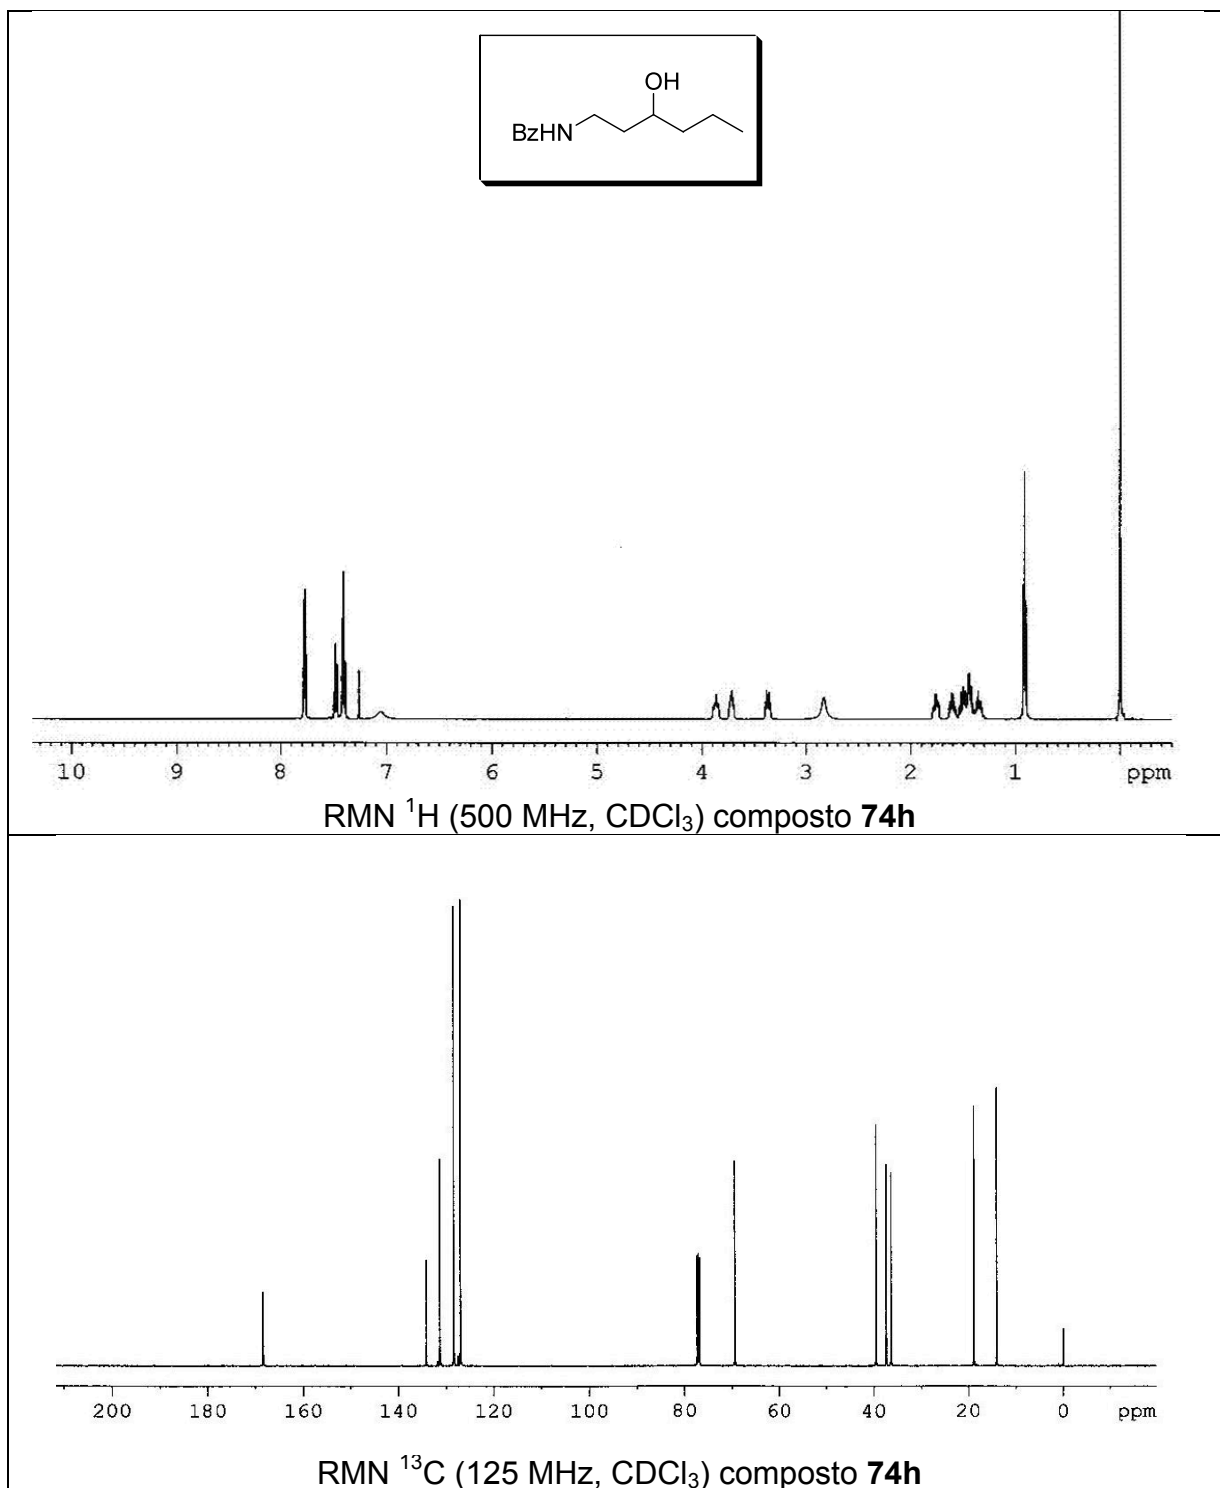 OH
BzHN
10 9 8 7 6 5 4 3 2 1 ppm
RMN ¹H (500 MHz, CDCl₃) composto 74h
200 180 160 140 120 100 80 60 40 20 0 ppm
RMN ¹³C (125 MHz, CDCl₃) composto 74h